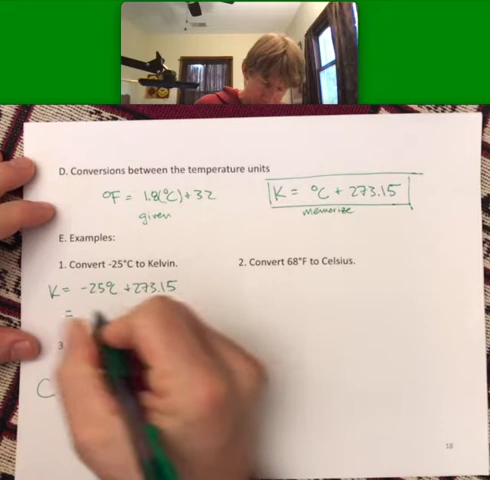 D. Conversions between the temperature units
°F = 1.8(°C) + 32
given
K = °C + 273.15
memorize
E. Examples:
1. Convert -25°C to Kelvin.
2. Convert 68°F to Celsius.
K = -25°C + 273.15
=
3
C
18